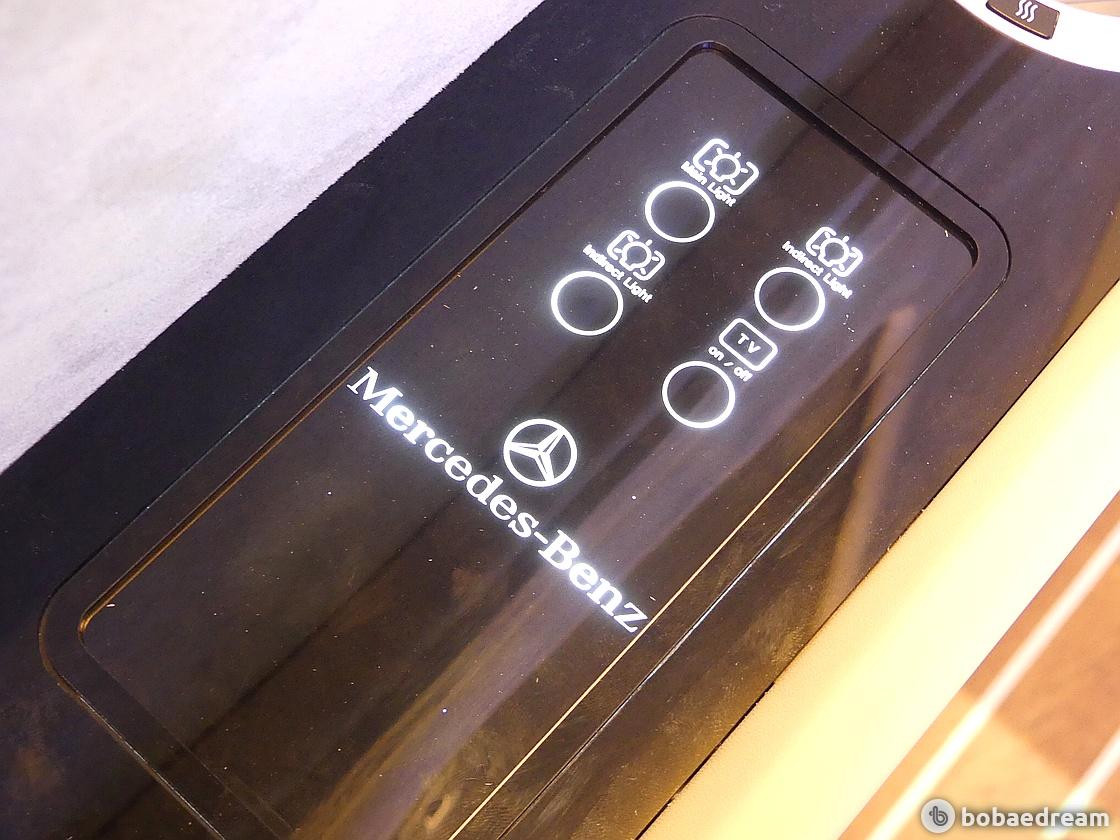 Main Light
Indirect Light
Indirect Light
TV
on / off
Mercedes-Benz
bobaedream